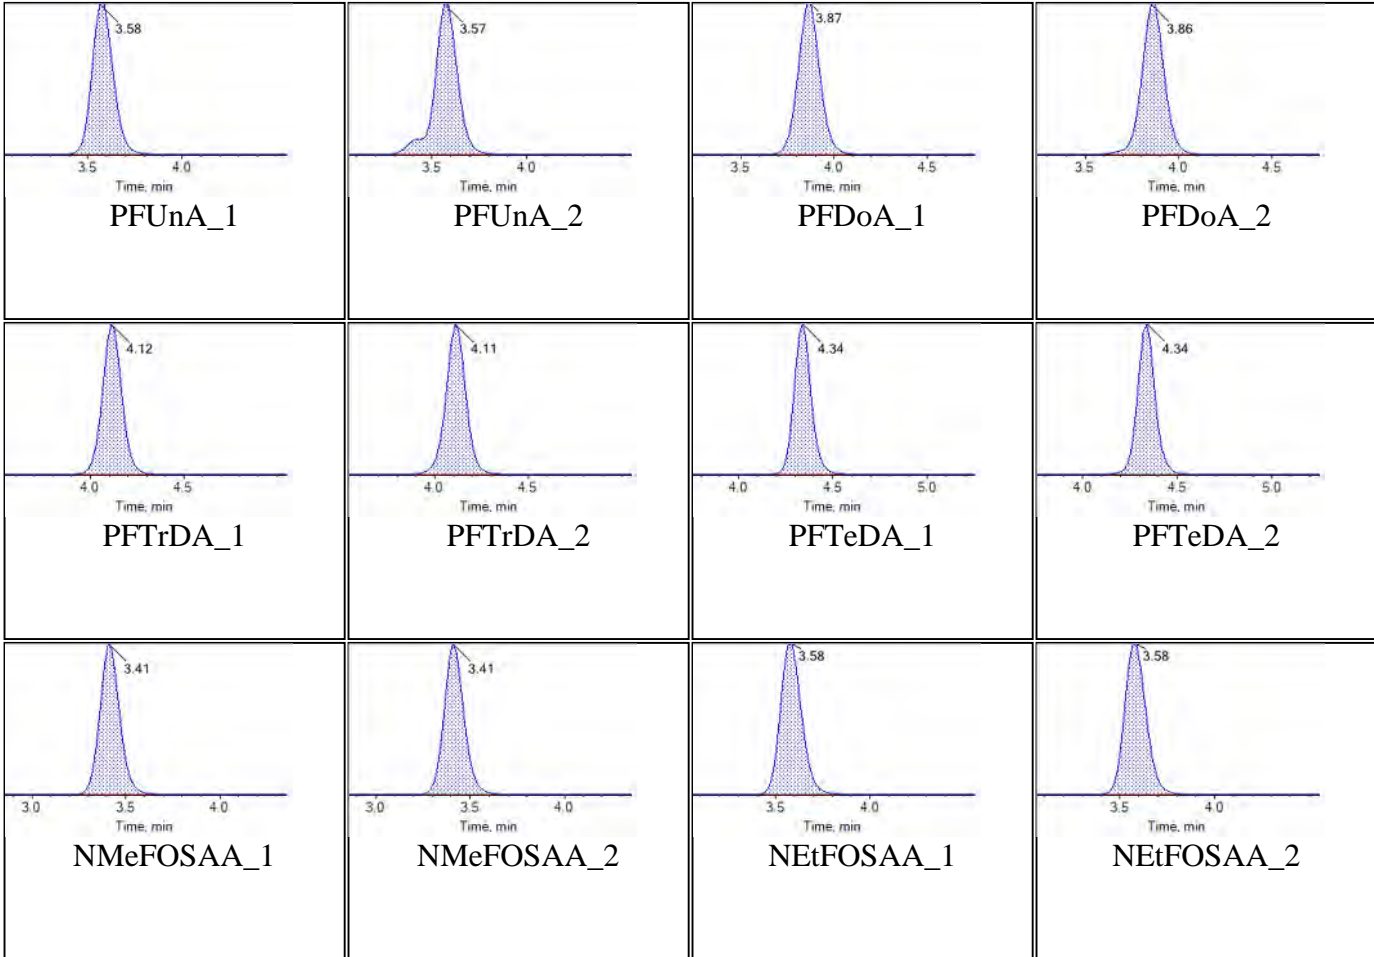 3.58
3.5 4.0
Time, min
PFUnA_1
3.57
3.5 4.0
Time, min
PFUnA_2
3.87
3.5 4.0 4.5
Time, min
PFDoA_1
3.86
3.5 4.0 4.5
Time, min
PFDoA_2
4.12
4.0 4.5
Time, min
PFTrDA_1
4.11
4.0 4.5
Time, min
PFTrDA_2
4.34
4.0 4.5 5.0
Time, min
PFTeDA_1
4.34
4.0 4.5 5.0
Time, min
PFTeDA_2
3.41
3.0 3.5 4.0
Time, min
NMeFOSAA_1
3.41
3.0 3.5 4.0
Time, min
NMeFOSAA_2
3.58
3.5 4.0
Time, min
NEtFOSAA_1
3.58
3.5 4.0
Time, min
NEtFOSAA_2